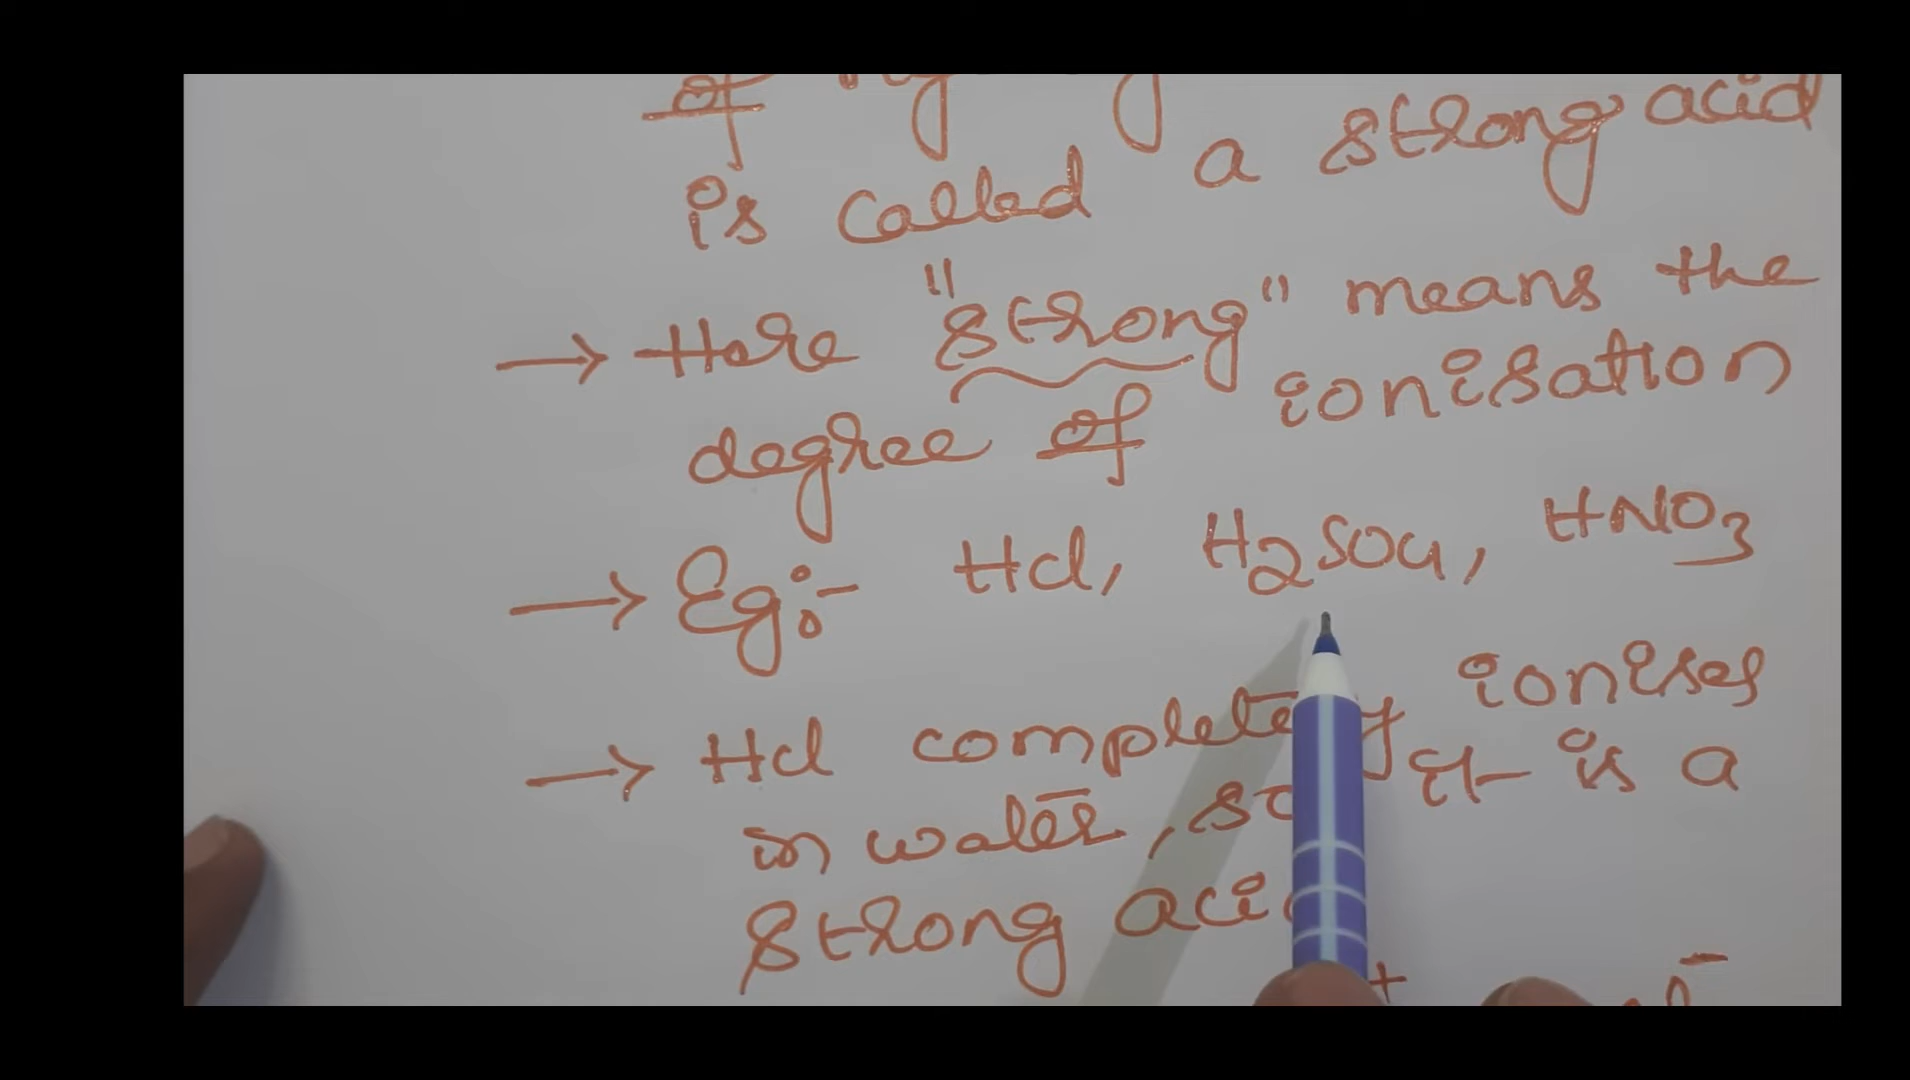 of
is called a strong acid
→ Here "strong" means the
degree of ionisation
→ Eg:- Hcl, H2SO4, HNO3
→ Hcl completely ionises
in water, so it is a
strong acid
+ -